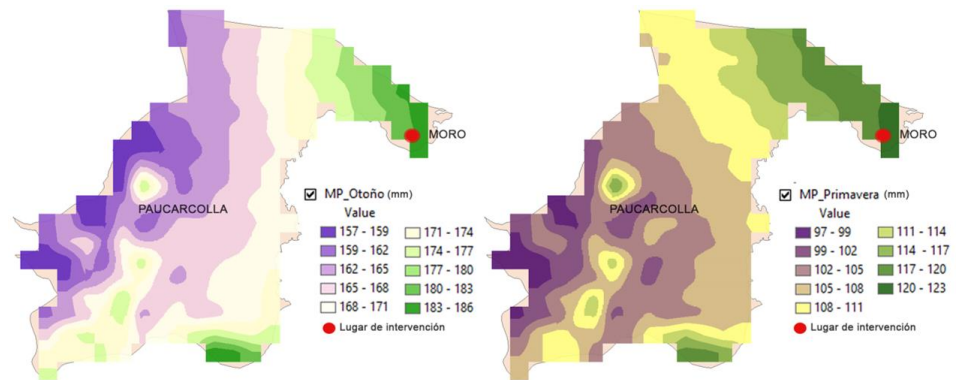 MORO
PAUCARCOLLA
MP_Otoño (mm)
Value
157 - 159
159 - 162
162 - 165
165 - 168
168 - 171
171 - 174
174 - 177
177 - 180
180 - 183
183 - 186
Lugar de intervención
MORO
PAUCARCOLLA
MP_Primavera (mm)
Value
97 - 99
99 - 102
102 - 105
105 - 108
108 - 111
111 - 114
114 - 117
117 - 120
120 - 123
Lugar de intervención